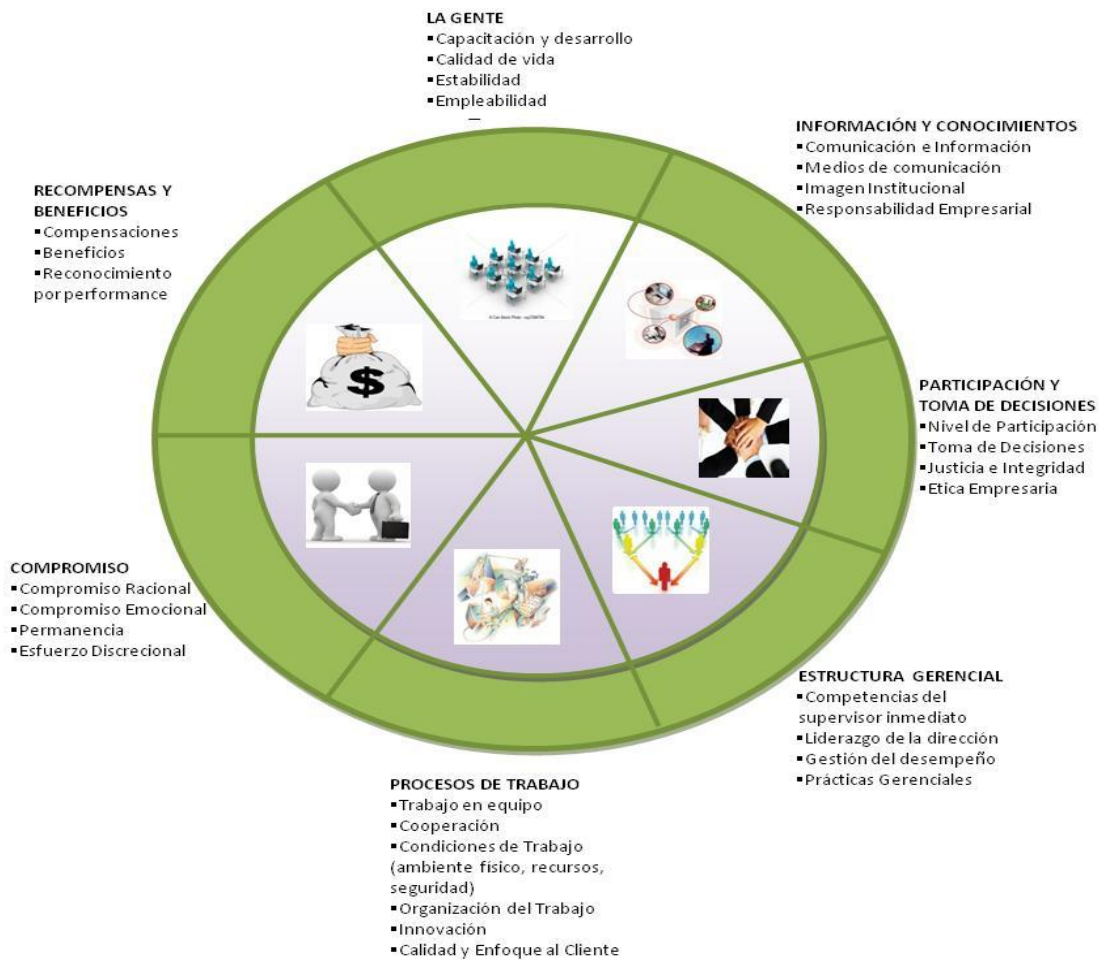 LA GENTE
▪Capacitación y desarrollo
▪Calidad de vida
▪Estabilidad
▪Empleabilidad
INFORMACIÓN Y CONOCIMIENTOS
▪Comunicación e Información
▪Medios de comunicación
▪Imagen Institucional
▪Responsabilidad Empresarial
PARTICIPACIÓN Y
TOMA DE DECISIONES
▪Nivel de Participación
▪Toma de Decisiones
▪Justicia e Integridad
▪Etica Empresaria
ESTRUCTURA GERENCIAL
▪Competencias del
supervisor inmediato
▪Liderazgo de la dirección
▪Gestión del desempeño
▪Prácticas Gerenciales
PROCESOS DE TRABAJO
▪Trabajo en equipo
▪Cooperación
▪Condiciones de Trabajo
(ambiente físico, recursos,
seguridad)
▪Organización del Trabajo
▪Innovación
▪Calidad y Enfoque al Cliente
COMPROMISO
▪Compromiso Racional
▪Compromiso Emocional
▪Permanencia
▪Esfuerzo Discrecional
RECOMPENSAS Y
BENEFICIOS
▪Compensaciones
▪Beneficios
▪Reconocimiento
por performance
$